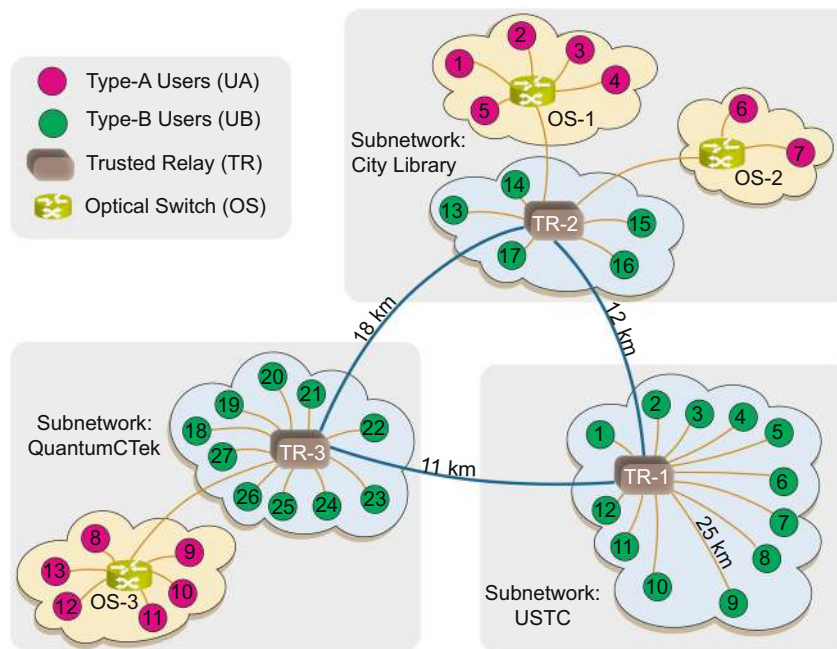 Type-A Users (UA)
Type-B Users (UB)
Trusted Relay (TR)
Optical Switch (OS)
Subnetwork:
City Library
1
2
3
4
5
OS-1
6
7
OS-2
14
13
TR-2
15
17
16
18 km
12 km
Subnetwork:
QuantumCTek
20
21
19
18
22
27
TR-3
26
25
24
23
11 km
8
9
13
10
12
11
OS-3
1
2
3
4
5
TR-1
6
12
7
11
8
25 km
10
9
Subnetwork:
USTC